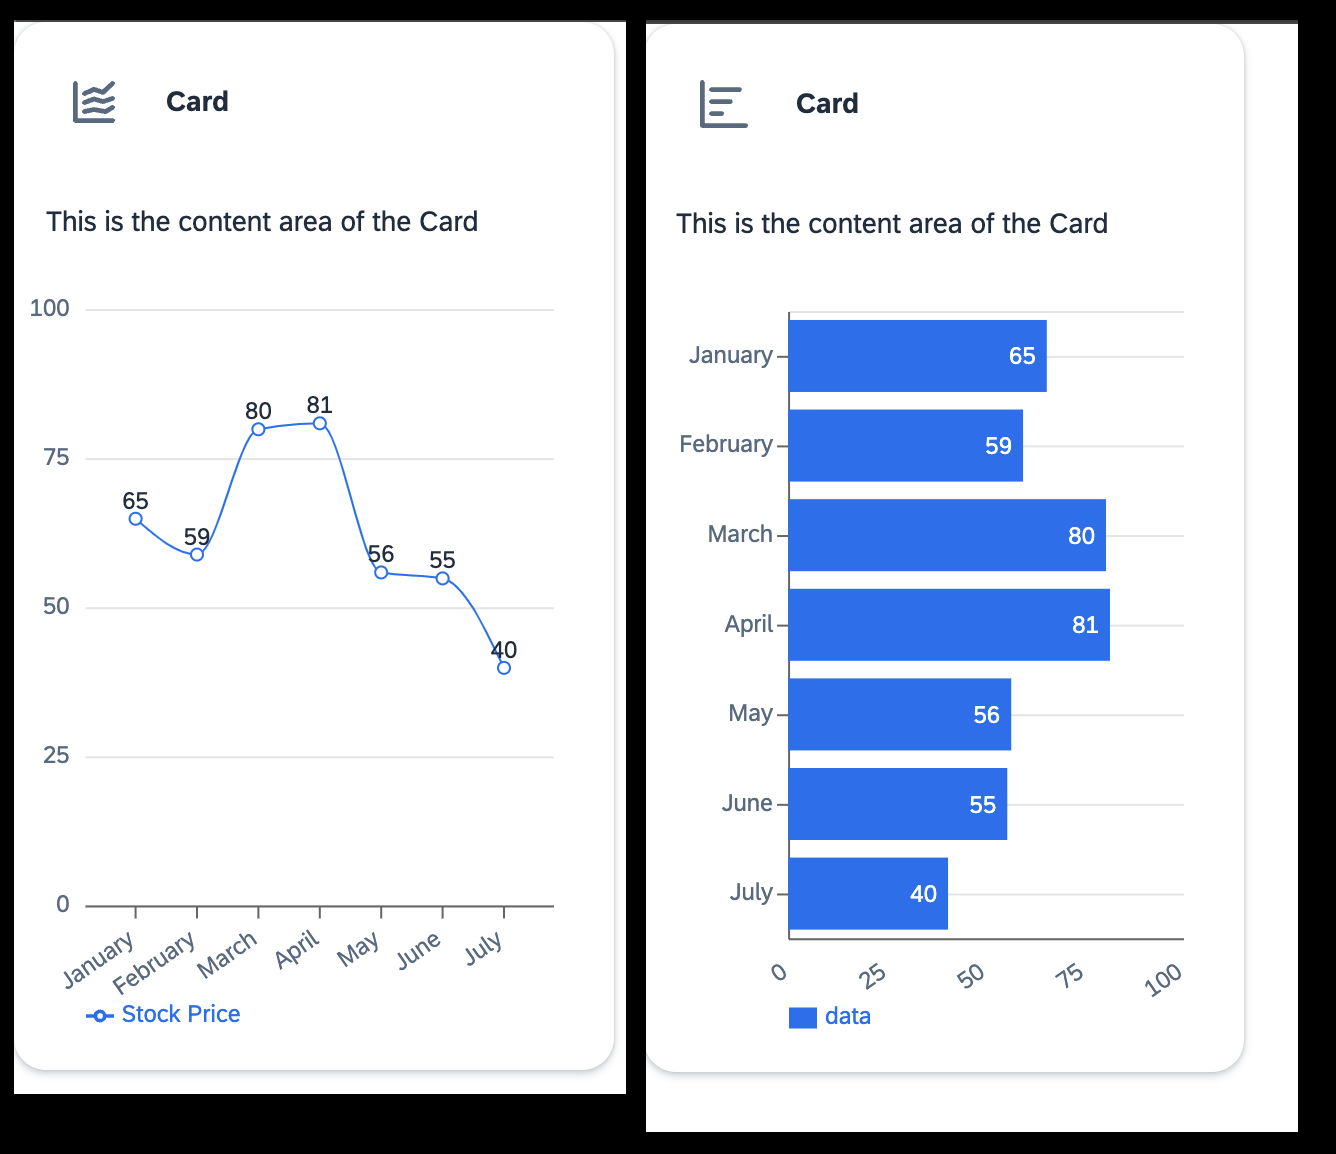 Card
This is the content area of the Card
100
75
50
25
0
65
59
80
81
56
55
40
January
February
March
April
May
June
July
Stock Price
Card
This is the content area of the Card
January
65
February
59
March
80
April
81
May
56
June
55
July
40
0
25
50
75
100
data